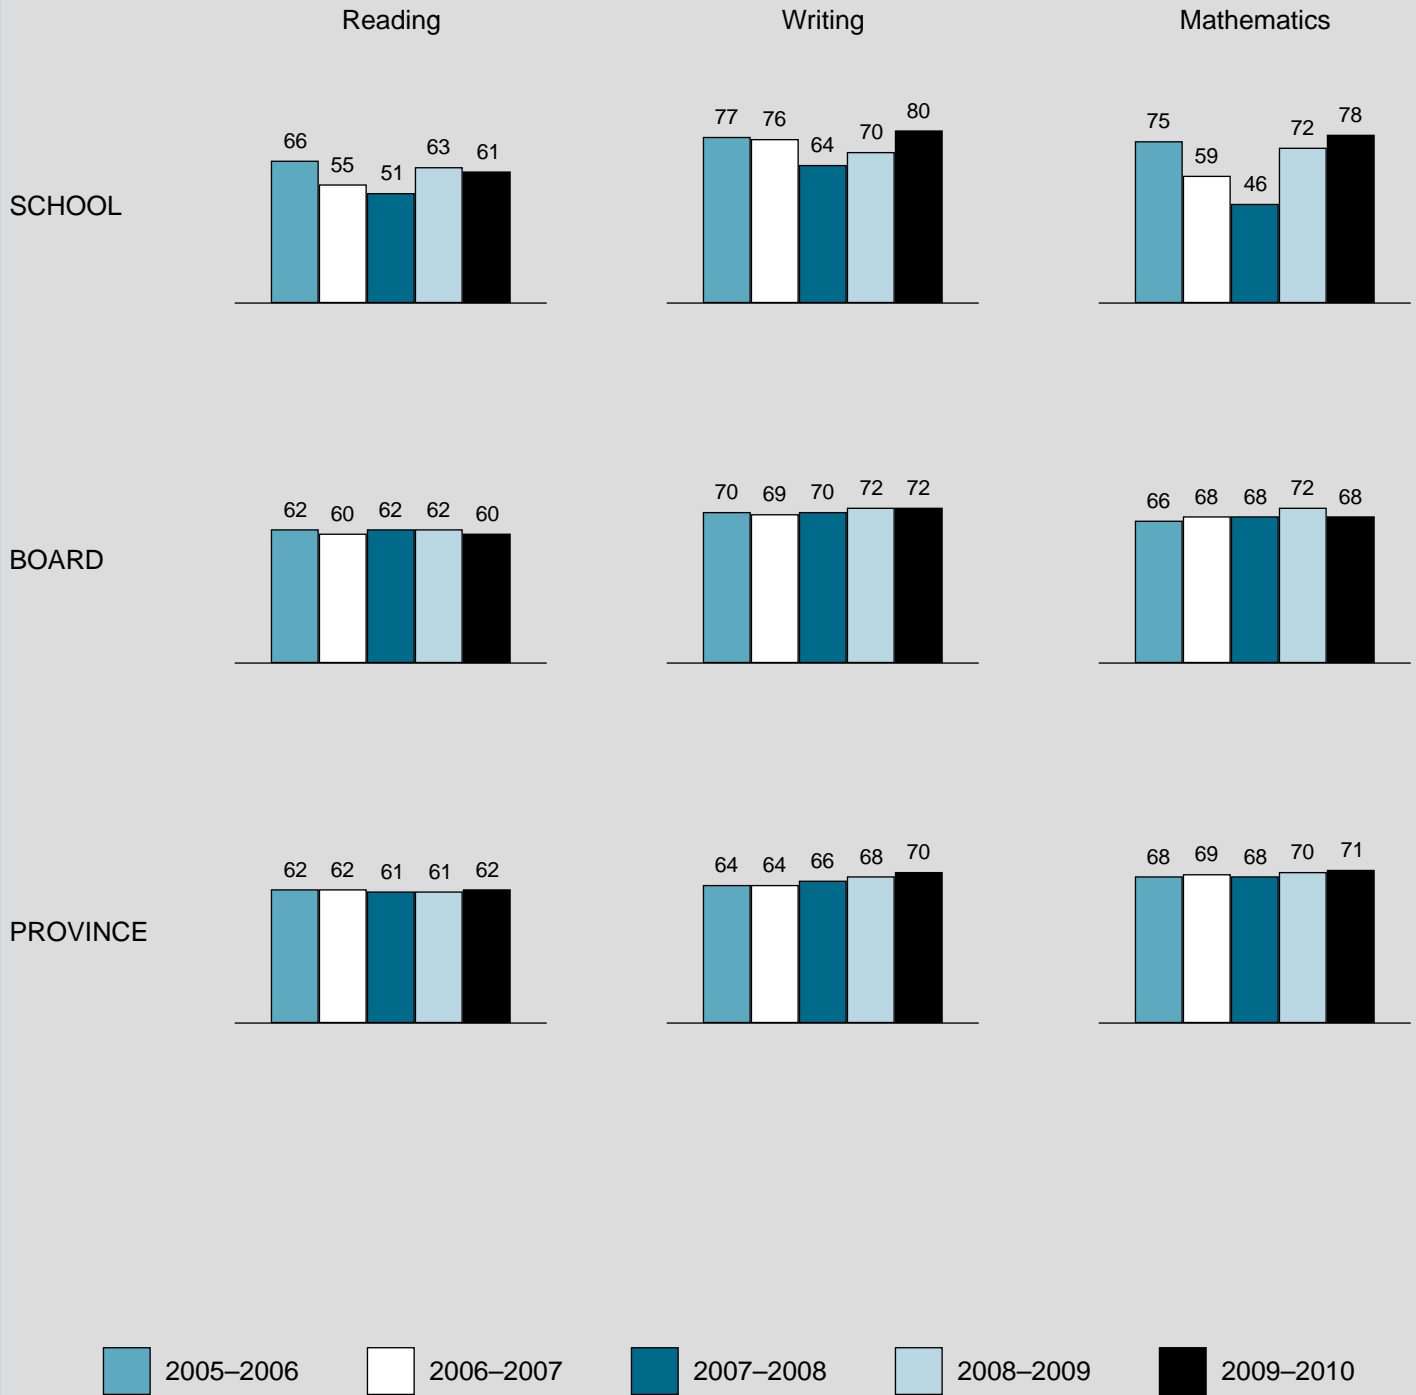 Reading Writing Mathematics
66 55 51 63 61 77 76 64 70 80 75 59 46 72 78
SCHOOL
62 60 62 62 60 70 69 70 72 72 66 68 68 72 68
BOARD
62 62 61 61 62 64 64 66 68 70 68 69 68 70 71
PROVINCE
2005–2006 2006–2007 2007–2008 2008–2009 2009–2010